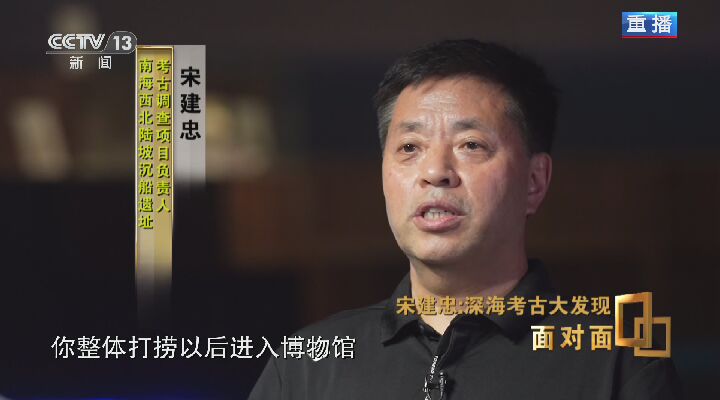 CCTV 13
新闻
重播
宋建忠
南海西北陆坡沉船遗址
考古调查项目负责人
宋建忠:深海考古大发现
面对面
你整体打捞以后进入博物馆